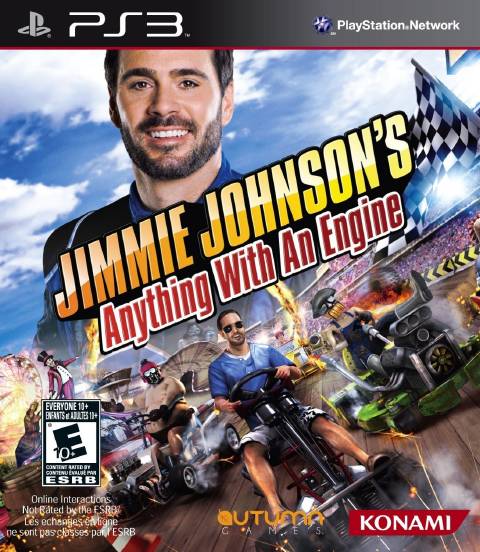 PS3
PlayStation®Network
JIMMIE JOHNSON'S
Anything With An Engine
EVERYONE 10+
ENFANTS et ADULTES 10+
E
10+
CONTENT RATED BY
CONTENU ÉVALUÉ PAR
ESRB
Online Interactions
Not Rated by the ESRB
Les échanges en ligne
ne sont pas classés par l'ESRB
AUTUMN
GAMES
KONAMI